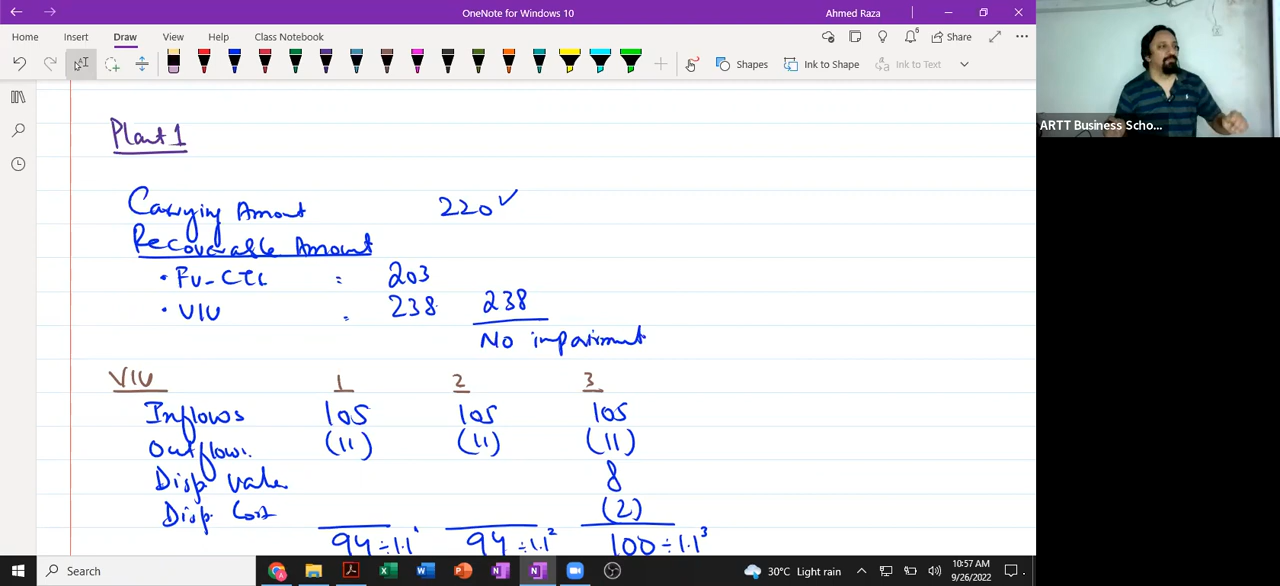 OneNote for Windows 10
Ahmed Raza
Home Insert Draw View Help Class Notebook
6
Share
Shapes Ink to Shape Ink to Text
ARTT Business Scho...
Plant 1
Carrying Amount 220 ✓
Recoverable Amount
• FV-CTL = 203
• VIU = 238 238
No impairment
VIU 1 2 3
Inflows 105 105 105
Outflows (11) (11) (11)
Disp value 8
Disp Cost (2)
94 ÷ 1.1¹ 94 ÷ 1.1² 100 ÷ 1.1³
Search
30°C Light rain
10:57 AM
9/26/2022